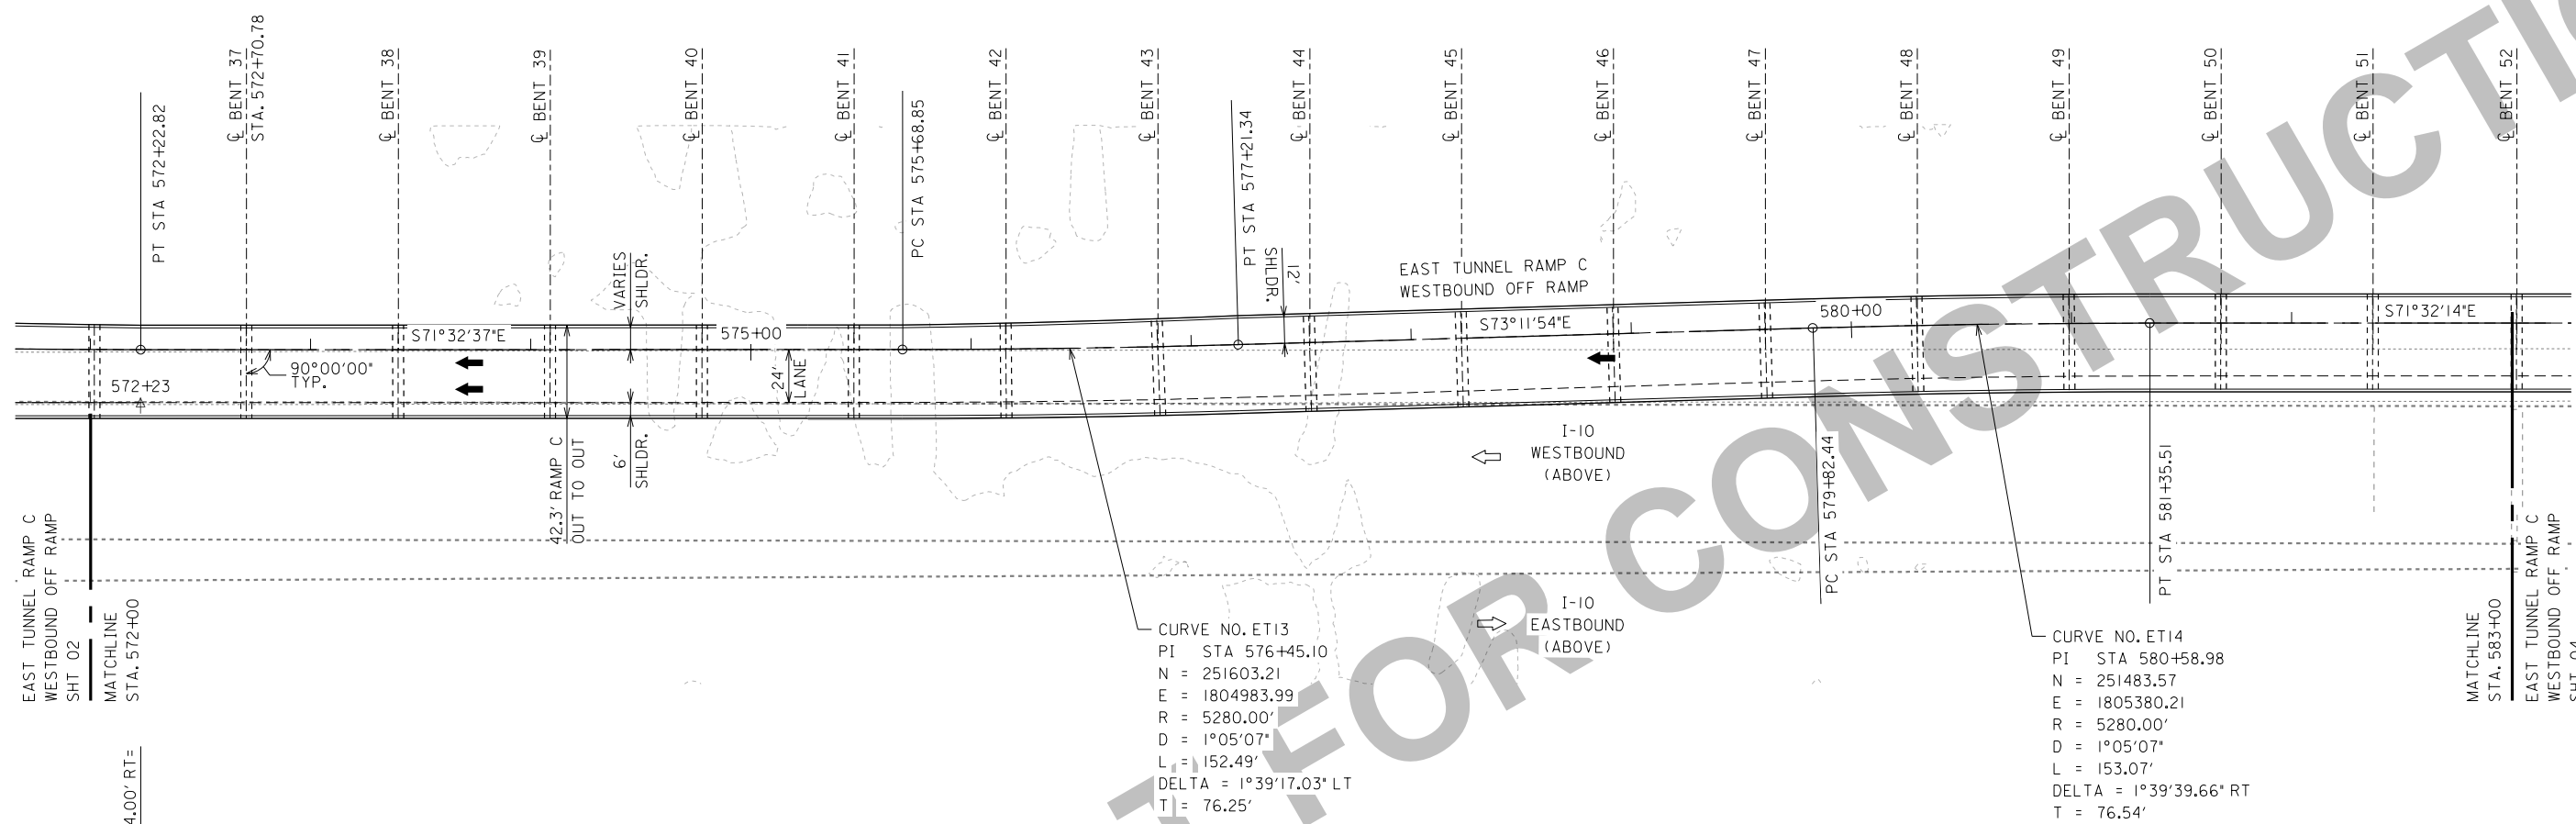 ℄ BENT 37
STA. 572+70.78
℄ BENT 38
℄ BENT 39
℄ BENT 40
℄ BENT 41
℄ BENT 42
℄ BENT 43
℄ BENT 44
℄ BENT 45
℄ BENT 46
℄ BENT 47
℄ BENT 48
℄ BENT 49
℄ BENT 50
℄ BENT 51
℄ BENT 52
PT STA 572+22.82
PC STA 575+68.85
PT STA 577+21.34
12'
SHLDR.
VARIES
SHLDR.
EAST TUNNEL RAMP C
WESTBOUND OFF RAMP
S71°32'37"E
575+00
S73°11'54"E
580+00
S71°32'14"E
90°00'00"
TYP.
572+23
24'
LANE
6'
SHLDR.
42.3' RAMP C
OUT TO OUT
I-10
WESTBOUND
(ABOVE)
I-10
EASTBOUND
(ABOVE)
PC STA 579+82.44
PT STA 581+35.51
EAST TUNNEL RAMP C
WESTBOUND OFF RAMP
SHT 02
MATCHLINE
STA. 572+00
CURVE NO. ET13
PI STA 576+45.10
N = 251603.21
E = 1804983.99
R = 5280.00'
D = 1°05'07"
L = 152.49'
DELTA = 1°39'17.03" LT
T = 76.25'
CURVE NO. ET14
PI STA 580+58.98
N = 251483.57
E = 1805380.21
R = 5280.00'
D = 1°05'07"
L = 153.07'
DELTA = 1°39'39.66" RT
T = 76.54'
MATCHLINE
STA. 583+00
EAST TUNNEL RAMP C
WESTBOUND OFF RAMP
SHT 04
4.00' RT=
FOR CONSTRUCTI